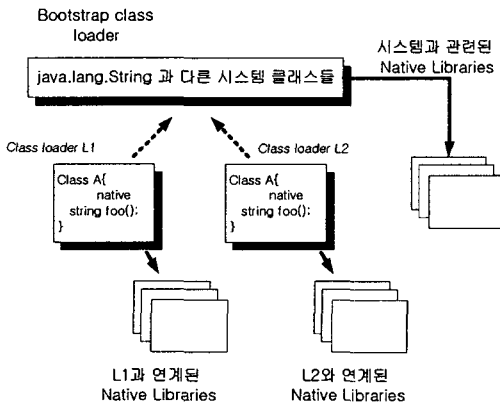 Bootstrap class
loader
시스템과 관련된
Native Libraries
java.lang.String 과 다른 시스템 클래스들
Class loader L1
Class loader L2
Class A{
native
string foo();
}
Class A{
native
string foo();
}
L1과 연계된
Native Libraries
L2와 연계된
Native Libraries